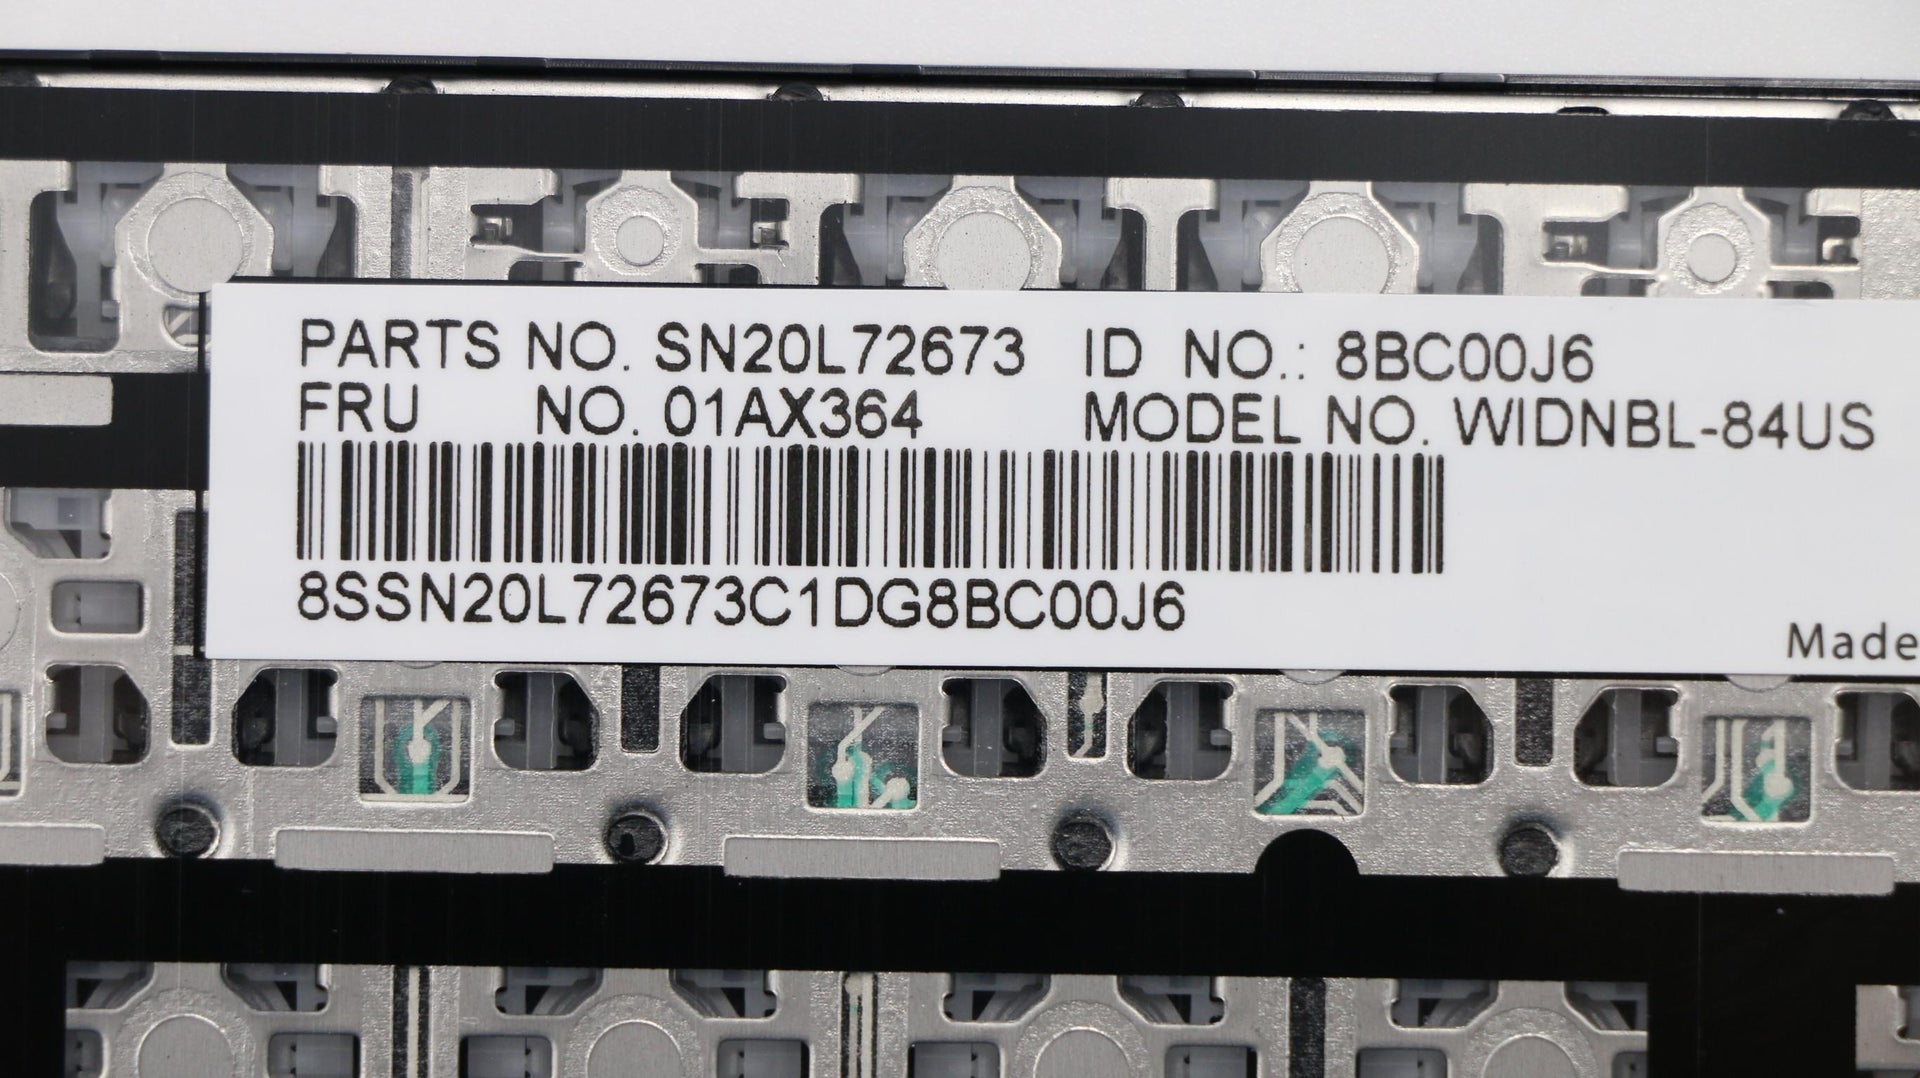 PARTS NO. SN20L72673 ID NO.: 8BC00J6
FRU NO. 01AX364 MODEL NO. WIDNBL-84US
8SSN20L72673C1DG8BC00J6
Made